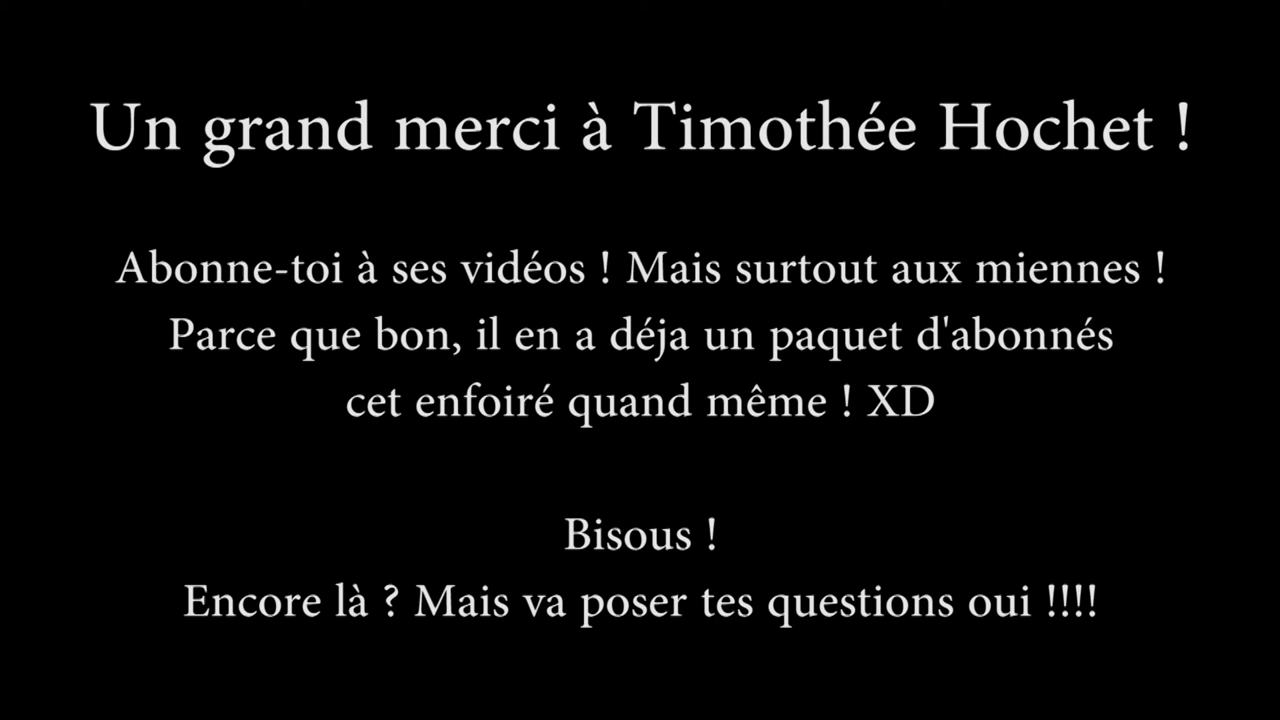 Un grand merci à Timothée Hochet !
Abonne-toi à ses vidéos ! Mais surtout aux miennes !
Parce que bon, il en a déja un paquet d'abonnés
cet enfoiré quand même ! XD
Bisous !
Encore là ? Mais va poser tes questions oui !!!!